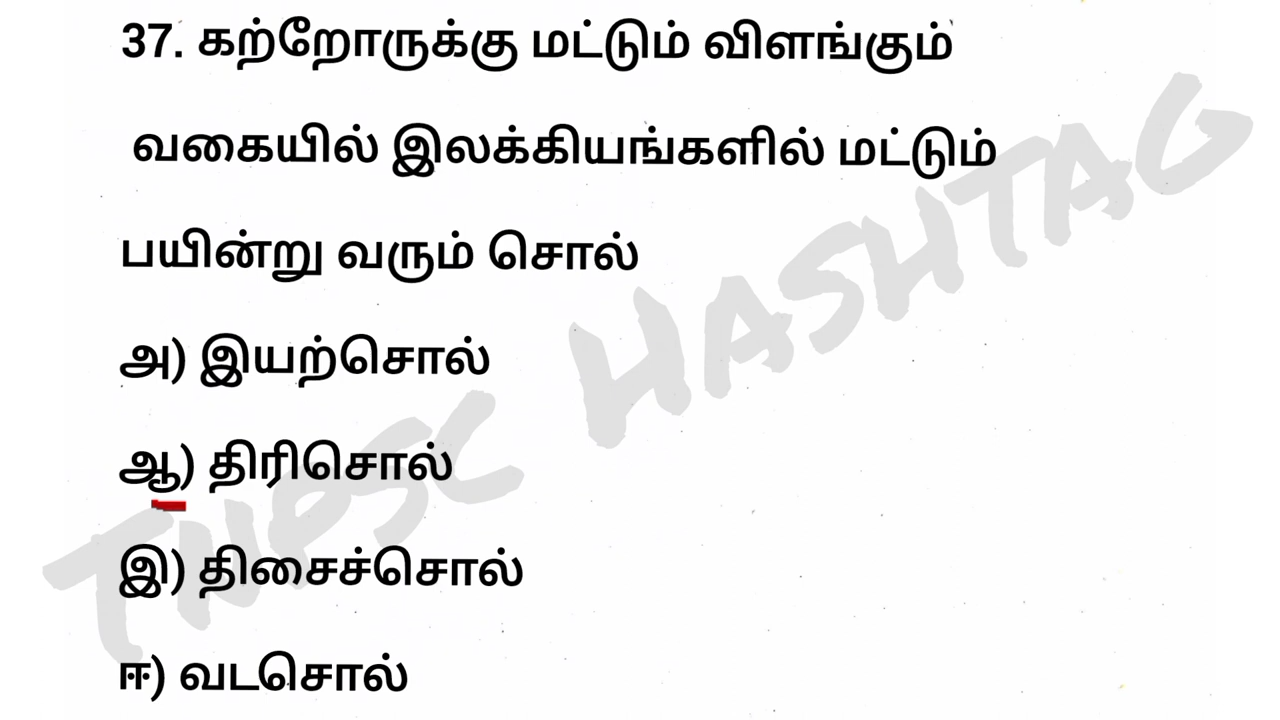 37. கற்றோருக்கு மட்டும் விளங்கும்
வகையில் இலக்கியங்களில் மட்டும்
பயின்று வரும் சொல்
அ) இயற்சொல்
ஆ) திரிசொல்
இ) திசைச்சொல்
ஈ) வடசொல்
TNPSC HASHTAG